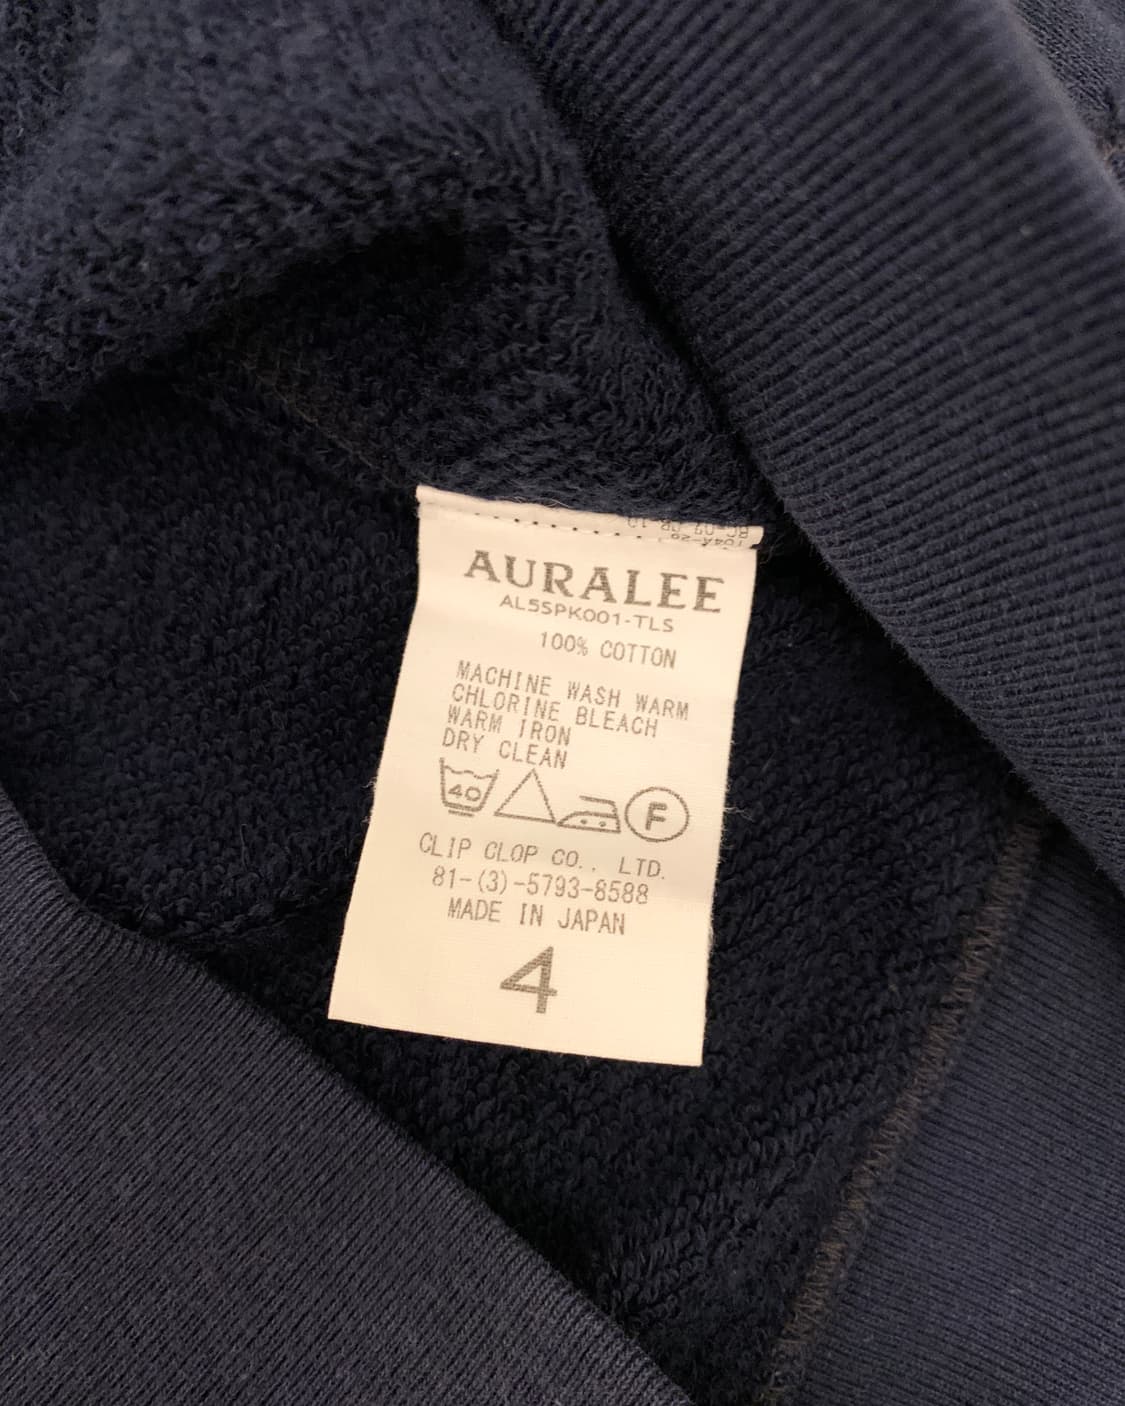 AURALEE
AL5SPK001-TLS
100% COTTON
MACHINE WASH WARM
CHLORINE BLEACH
WARM IRON
DRY CLEAN
40
F
CLIP CLOP CO., LTD.
81-(3)-5793-8588
MADE IN JAPAN
4